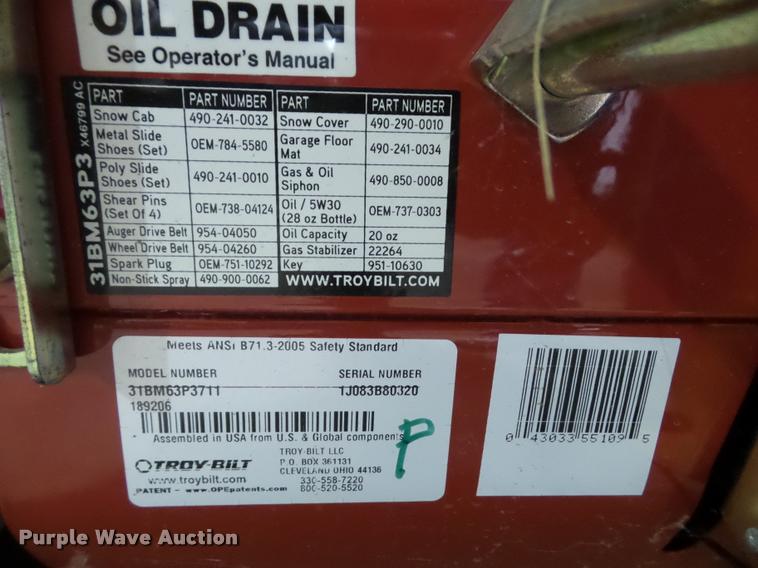 OIL DRAIN
See Operator's Manual
31BM63P3 X46799 AC
PART PART NUMBER PART PART NUMBER
Snow Cab 490-241-0032 Snow Cover 490-290-0010
Metal Slide Shoes (Set) OEM-784-5580 Garage Floor Mat 490-241-0034
Poly Slide Shoes (Set) 490-241-0010 Gas & Oil Siphon 490-850-0008
Shear Pins (Set Of 4) OEM-738-04124 Oil / 5W30 (28 oz Bottle) OEM-737-0303
Auger Drive Belt 954-04050 Oil Capacity 20 oz
Wheel Drive Belt 954-04260 Gas Stabilizer 22264
Spark Plug OEM-751-10292 Key 951-10630
Non-Stick Spray 490-900-0062 WWW.TROYBILT.COM
Meets ANSI B71.3-2005 Safety Standard
MODEL NUMBER SERIAL NUMBER
31BM63P3711 1J083B80320
189206
Assembled in USA from U.S. & Global components
P
TROY-BILT
www.troybilt.com
PATENT - www.OPEpatents.com
TROY-BILT LLC
P.O. BOX 361131
CLEVELAND OHIO 44136
330-558-7220
800-520-5520
0 43033 55109 5
Purple Wave Auction